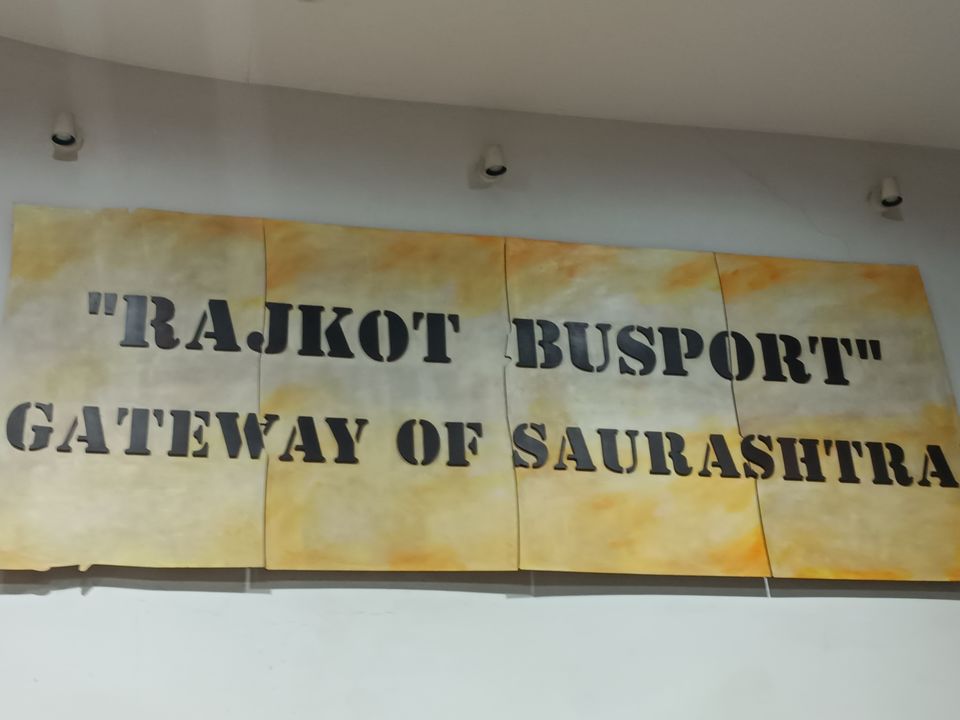 "RAJKOT BUSPORT"
GATEWAY OF SAURASHTRA